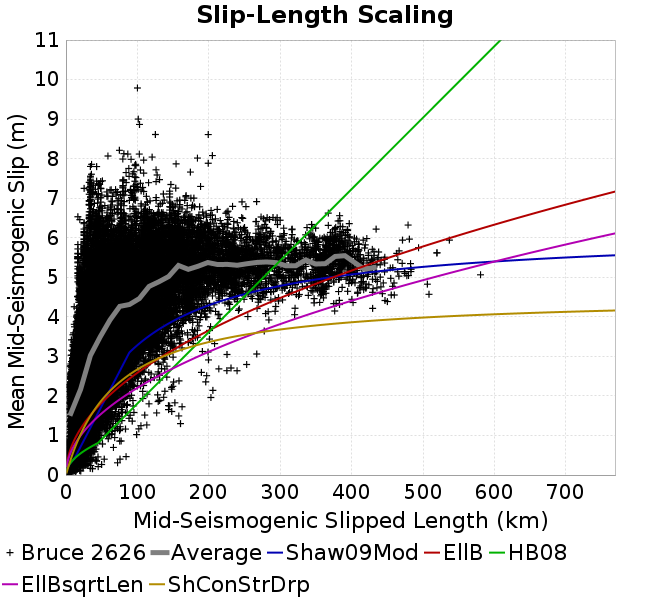 Slip-Length Scaling
Mean Mid-Seismogenic Slip (m)
11
10
9
8
7
6
5
4
3
2
1
0
0 100 200 300 400 500 600 700
Mid-Seismogenic Slipped Length (km)
Bruce 2626 Average Shaw09Mod EllB HB08
EllBsqrtLen ShConStrDrp